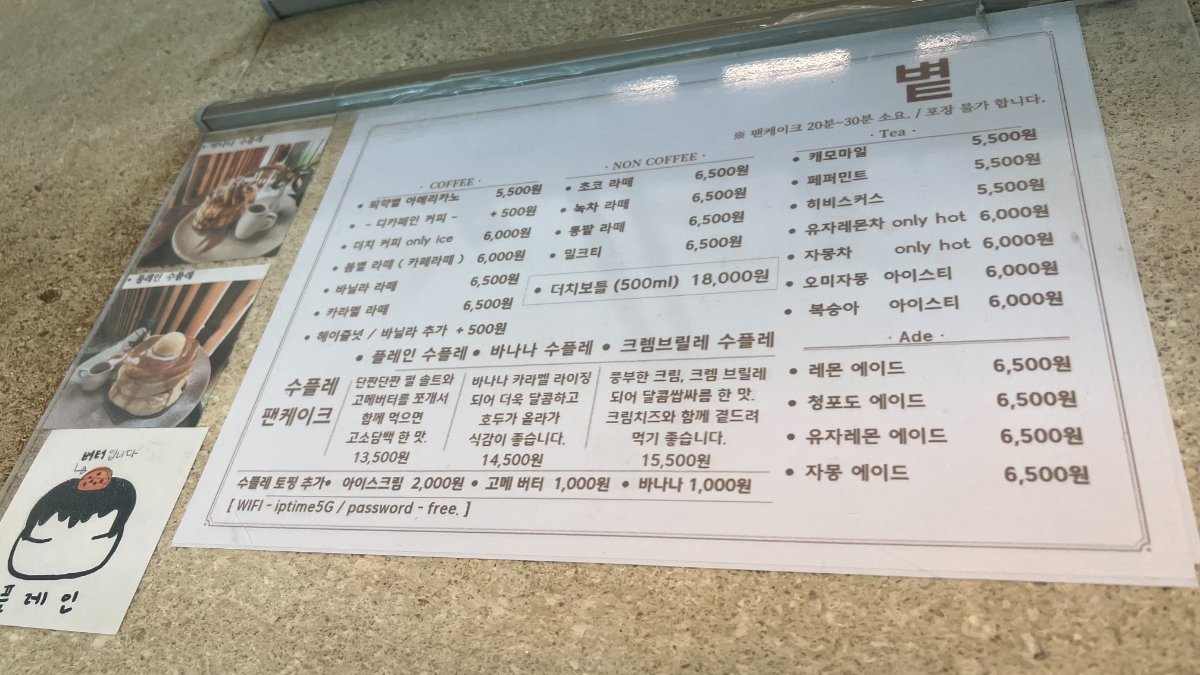 볕
※ 팬케이크 20분~30분 소요. / 포장 불가 합니다.
· COFFEE ·
• 뙤약볕 아메리카노 5,500원
• - 디카페인 커피 - + 500원
• 더치 커피 only ice 6,000원
• 봄볕 라떼 ( 카페라떼 ) 6,000원
• 바닐라 라떼 6,500원
• 카라멜 라떼 6,500원
• 헤이즐넛 / 바닐라 추가 + 500원
· NON COFFEE ·
• 초코 라떼 6,500원
• 녹차 라떼 6,500원
• 통팥 라떼 6,500원
• 밀크티 6,500원
• 더치보틀 (500ml) 18,000원
· Tea ·
• 캐모마일 5,500원
• 페퍼민트 5,500원
• 히비스커스 5,500원
• 유자레몬차 only hot 6,000원
• 자몽차 only hot 6,000원
• 오미자몽 아이스티 6,000원
• 복숭아 아이스티 6,000원
· Ade ·
• 레몬 에이드 6,500원
• 청포도 에이드 6,500원
• 유자레몬 에이드 6,500원
• 자몽 에이드 6,500원
• 플레인 수플레 • 바나나 수플레 • 크렘브릴레 수플레
수플레
팬케이크
단짠단짠 펄 솔트와
고메버터를 쪼개서
함께 먹으면
고소담백 한 맛.
13,500원
바나나 카라멜 라이징
되어 더욱 달콤하고
호두가 올라가
식감이 좋습니다.
14,500원
풍부한 크림, 크렘 브릴레
되어 달콤쌉싸름 한 맛.
크림치즈와 함께 곁드려
먹기 좋습니다.
15,500원
수플레 토핑 추가• 아이스크림 2,000원 • 고메 버터 1,000원 • 바나나 1,000원
[ WIFI - iptime5G / password - free. ]
• 바나나 수플레
• 플레인 수플레
버터입니다
플레인